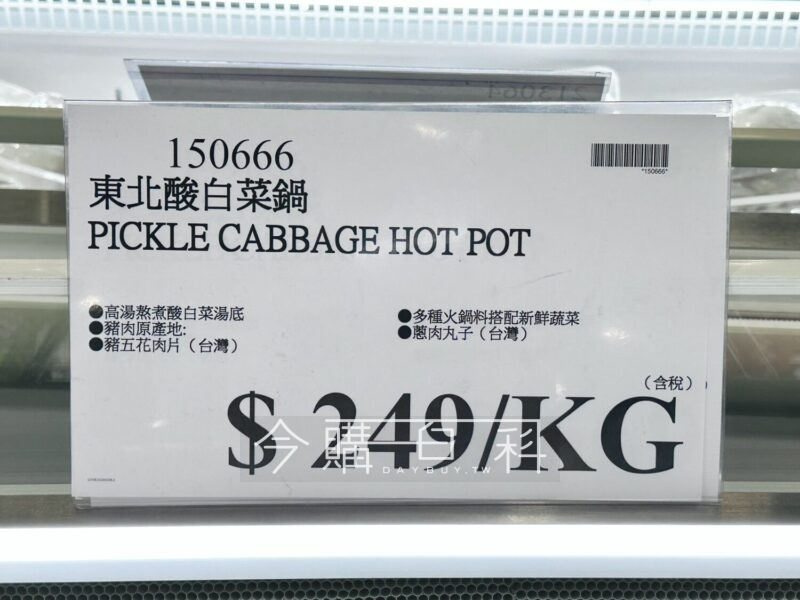 150666
*150666*
東北酸白菜鍋
PICKLE CABBAGE HOT POT
●高湯熬煮酸白菜湯底
●豬肉原產地:
●豬五花肉片（台灣）
●多種火鍋料搭配新鮮蔬菜
●蔥肉丸子（台灣）
（含稅）
$ 249/KG
今購百科
DAYBUY.TW